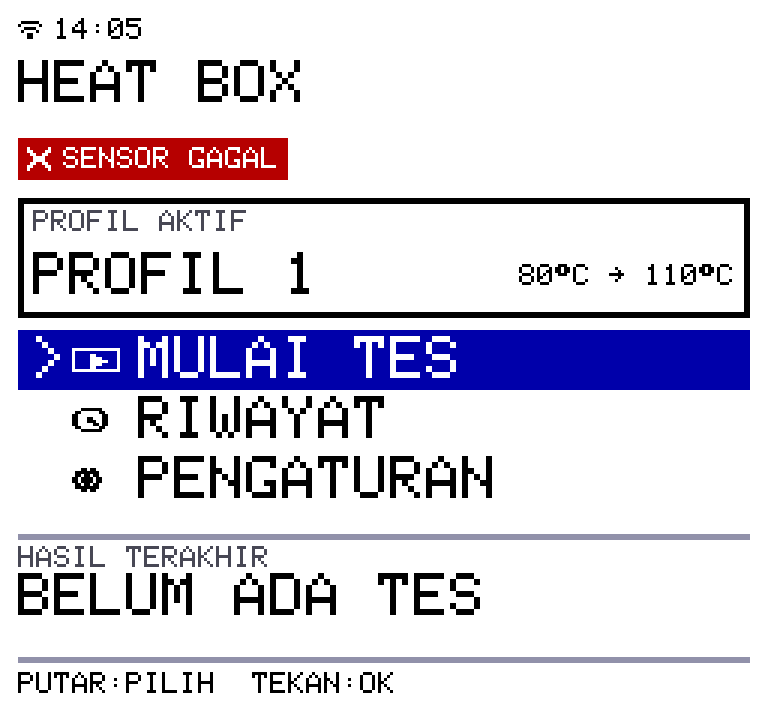 14:05
HEAT BOX
SENSOR GAGAL
PROFIL AKTIF
PROFIL 1 80°C → 110°C
> MULAI TES
RIWAYAT
PENGATURAN
HASIL TERAKHIR
BELUM ADA TES
PUTAR:PILIH TEKAN:OK